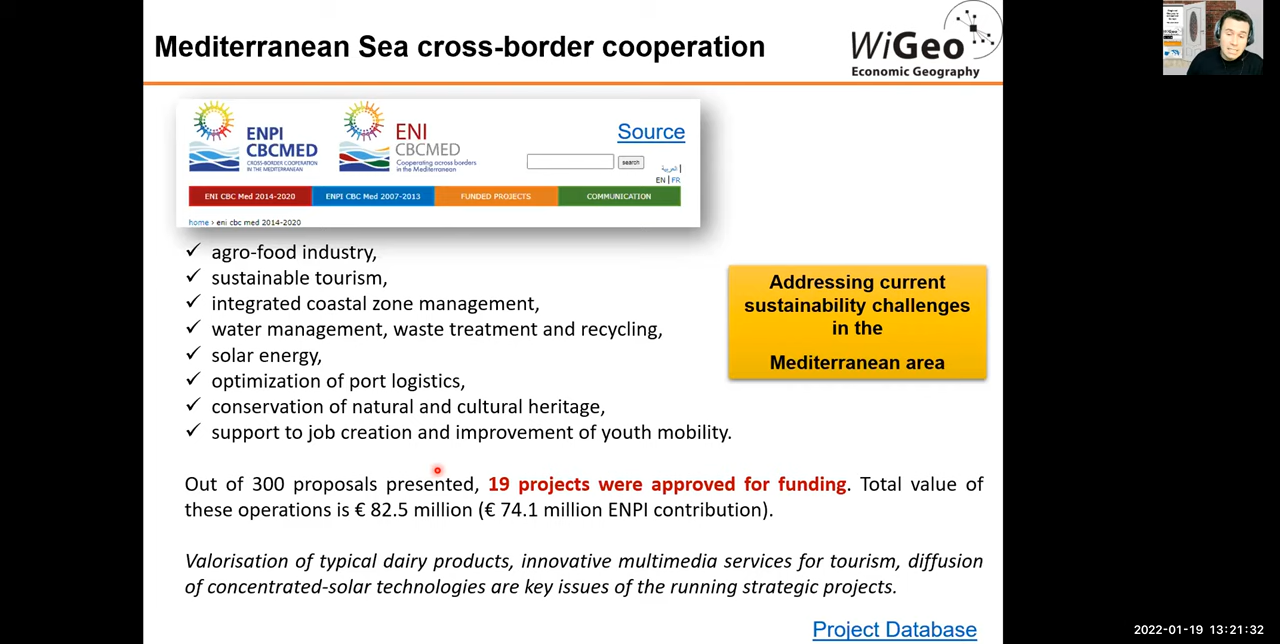 Mediterranean Sea cross-border cooperation
WiGeo
Economic Geography
ENPI
CBCMED
CROSS-BORDER COOPERATION
IN THE MEDITERRANEAN
ENI
CBCMED
Cooperating across borders
in the Mediterranean
Source
search
العربية |
EN | FR
ENI CBC Med 2014-2020
ENPI CBC Med 2007-2013
FUNDED PROJECTS
COMMUNICATION
home > eni cbc med 2014-2020
✓ agro-food industry,
✓ sustainable tourism,
✓ integrated coastal zone management,
✓ water management, waste treatment and recycling,
✓ solar energy,
✓ optimization of port logistics,
✓ conservation of natural and cultural heritage,
✓ support to job creation and improvement of youth mobility.
Addressing current
sustainability challenges
in the
Mediterranean area
Out of 300 proposals presented, 19 projects were approved for funding. Total value of
these operations is € 82.5 million (€ 74.1 million ENPI contribution).
Valorisation of typical dairy products, innovative multimedia services for tourism, diffusion
of concentrated-solar technologies are key issues of the running strategic projects.
Project Database
2022-01-19 13:21:32